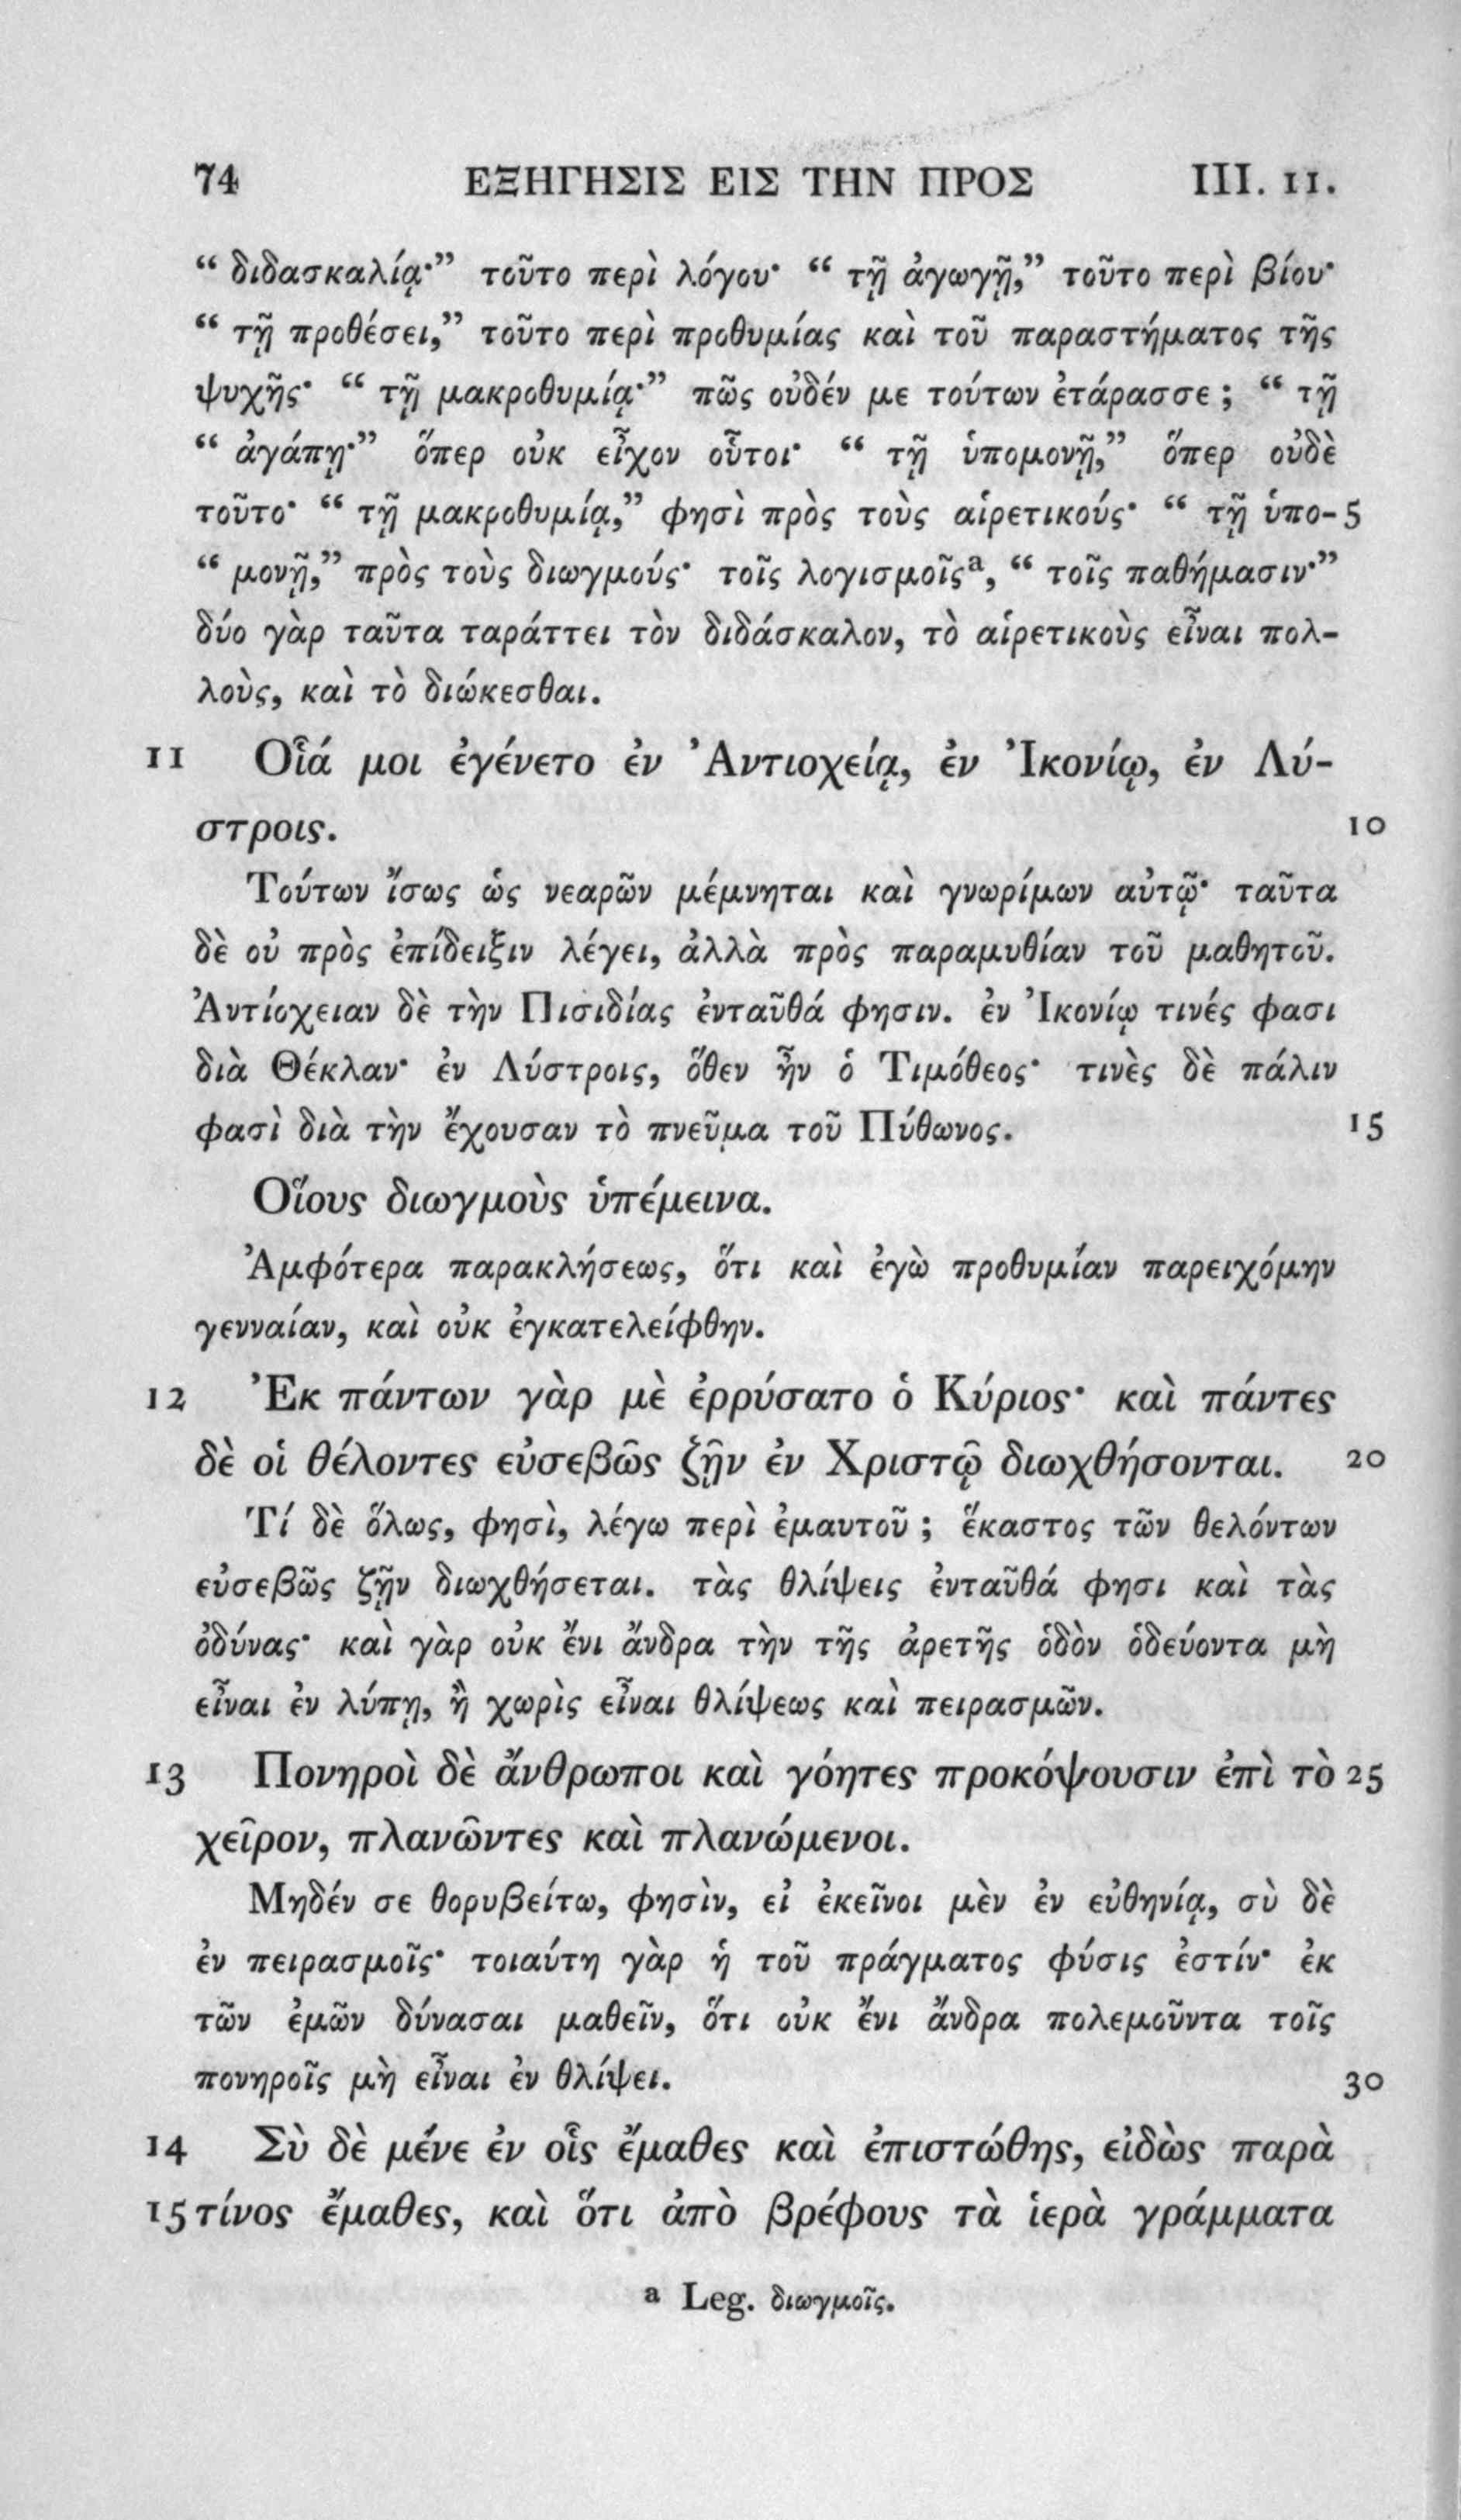 74 ΕΞΗΓΗΣΙΣ ΕΙΣ ΤΗΝ ΠΡΟΣ III. 11.
“ διδασκαλίᾳ·” τοῦτο περὶ λόγου· “ τῇ ἀγωγῇ,” τοῦτο περὶ βίου·
“ τῇ προθέσει,” τοῦτο περὶ προθυμίας καὶ τοῦ παραστήματος τῆς
ψυχῆς· “ τῇ μακροθυμίᾳ·” πῶς οὐδέν με τούτων ἐτάρασσε ; “ τῇ
“ ἀγάπῃ·” ὅπερ οὐκ εἶχον οὗτοι· “ τῇ ὑπομονῇ,” ὅπερ οὐδὲ
τοῦτο· “ τῇ μακροθυμίᾳ,” φησὶ πρὸς τοὺς αἱρετικούς· “ τῇ ὑπο- 5
“ μονῇ,” πρὸς τοὺς διωγμούς· τοῖς λογισμοῖςᵃ, “ τοῖς παθήμασιν·”
δύο γὰρ ταῦτα ταράττει τὸν διδάσκαλον, τὸ αἱρετικοὺς εἶναι πολ-
λοὺς, καὶ τὸ διώκεσθαι.
11 Οἷά μοι ἐγένετο ἐν Ἀντιοχείᾳ, ἐν Ἰκονίῳ, ἐν Λύ-
στροις. 10
Τούτων ἴσως ὡς νεαρῶν μέμνηται καὶ γνωρίμων αὐτῷ· ταῦτα
δὲ οὐ πρὸς ἐπίδειξιν λέγει, ἀλλὰ πρὸς παραμυθίαν τοῦ μαθητοῦ.
Ἀντίοχειαν δὲ τὴν Πισιδίας ἐνταῦθά φησιν. ἐν Ἰκονίῳ τινές φασι
διὰ Θέκλαν· ἐν Λύστροις, ὅθεν ἦν ὁ Τιμόθεος· τινὲς δὲ πάλιν
φασὶ διὰ τὴν ἔχουσαν τὸ πνεῦμα τοῦ Πύθωνος. 15
Οἵους διωγμοὺς ὑπέμεινα.
Ἀμφότερα παρακλήσεως, ὅτι καὶ ἐγὼ προθυμίαν παρειχόμην
γενναίαν, καὶ οὐκ ἐγκατελείφθην.
12 Ἐκ πάντων γὰρ μὲ ἐρρύσατο ὁ Κύριος· καὶ πάντες
δὲ οἱ θέλοντες εὐσεβῶς ζῇν ἐν Χριστῷ διωχθήσονται. 20
Τί δὲ ὅλως, φησὶ, λέγω περὶ ἐμαυτοῦ ; ἕκαστος τῶν θελόντων
εὐσεβῶς ζῇν διωχθήσεται. τὰς θλίψεις ἐνταῦθά φησι καὶ τὰς
ὀδύνας· καὶ γὰρ οὐκ ἔνι ἄνδρα τὴν τῆς ἀρετῆς ὁδὸν ὁδεύοντα μὴ
εἶναι ἐν λύπῃ, ἢ χωρὶς εἶναι θλίψεως καὶ πειρασμῶν.
13 Πονηροὶ δὲ ἄνθρωποι καὶ γόητες προκόψουσιν ἐπὶ τὸ 25
χεῖρον, πλανῶντες καὶ πλανώμενοι.
Μηδέν σε θορυβείτω, φησὶν, εἰ ἐκεῖνοι μὲν ἐν εὐθηνίᾳ, σὺ δὲ
ἐν πειρασμοῖς· τοιαύτη γὰρ ἡ τοῦ πράγματος φύσις ἐστίν· ἐκ
τῶν ἐμῶν δύνασαι μαθεῖν, ὅτι οὐκ ἔνι ἄνδρα πολεμοῦντα τοῖς
πονηροῖς μὴ εἶναι ἐν θλίψει. 30
14 Σὺ δὲ μένε ἐν οἷς ἔμαθες καὶ ἐπιστώθης, εἰδὼς παρὰ
15 τίνος ἔμαθες, καὶ ὅτι ἀπὸ βρέφους τὰ ἱερὰ γράμματα
ᵃ Leg. διωγμοῖς.